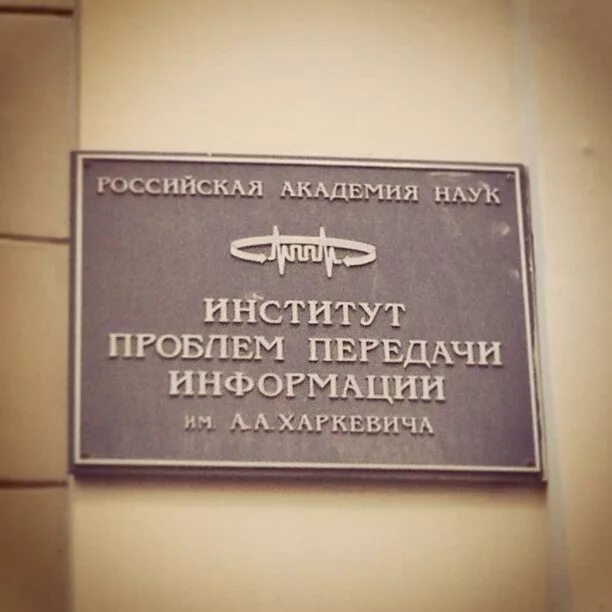 РОССИЙСКАЯ АКАДЕМИЯ НАУК
ИНСТИТУТ
ПРОБЛЕМ ПЕРЕДАЧИ
ИНФОРМАЦИИ
ИМ. А.А. ХАРКЕВИЧА